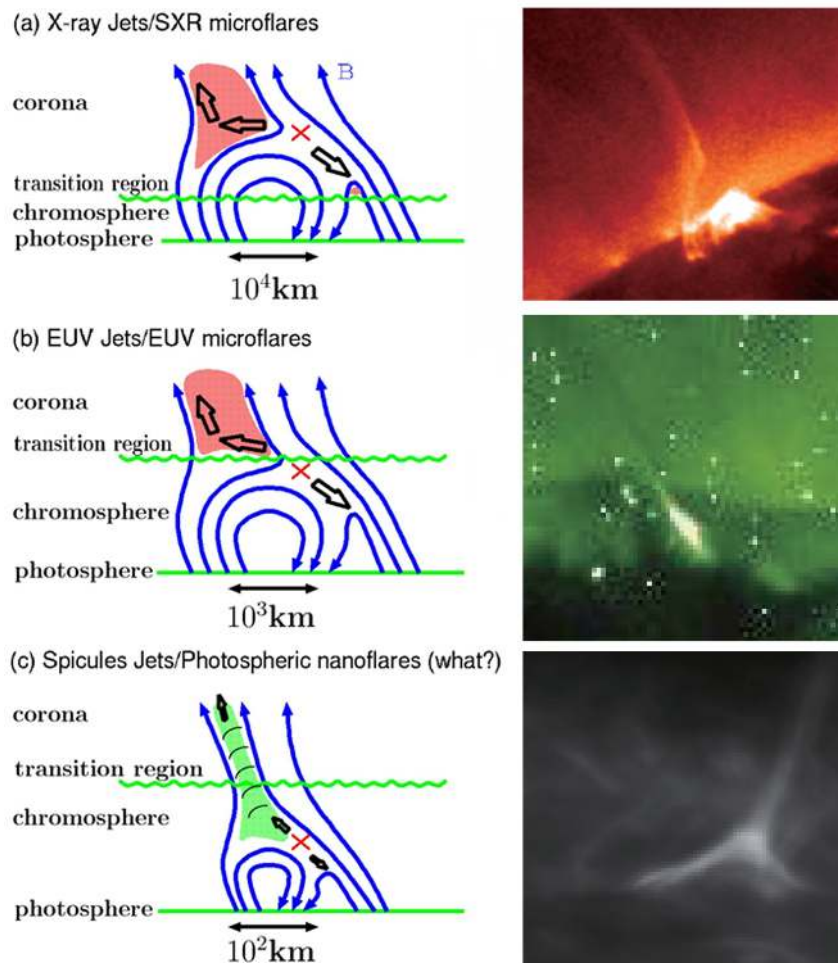 (a) X-ray Jets/SXR microflares
B
corona
transition region
chromosphere
photosphere
10⁴km
(b) EUV Jets/EUV microflares
corona
transition region
chromosphere
photosphere
10³km
(c) Spicules Jets/Photospheric nanoflares (what?)
corona
transition region
chromosphere
photosphere
10²km